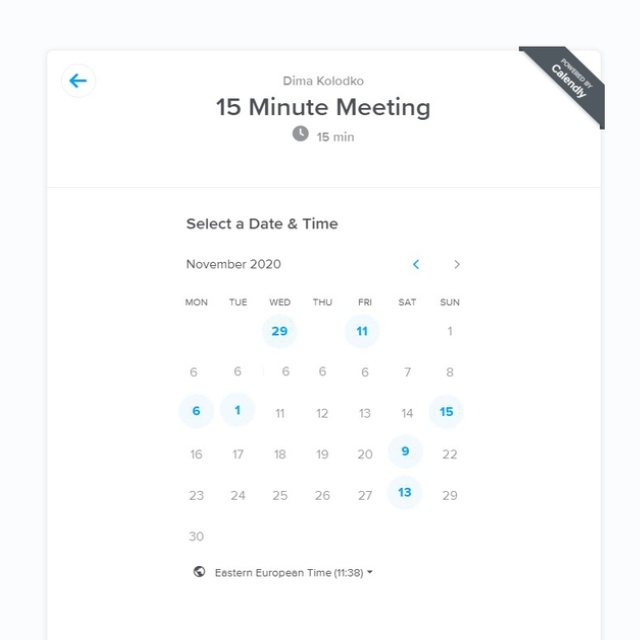 POWERED BY
Calendly
Dima Kolodko
15 Minute Meeting
15 min
Select a Date & Time
November 2020
MON TUE WED THU FRI SAT SUN
29 11 1
6 6 6 6 6 7 8
6 1 11 12 13 14 15
16 17 18 19 20 9 22
23 24 25 26 27 13 29
30
Eastern European Time (11:38)